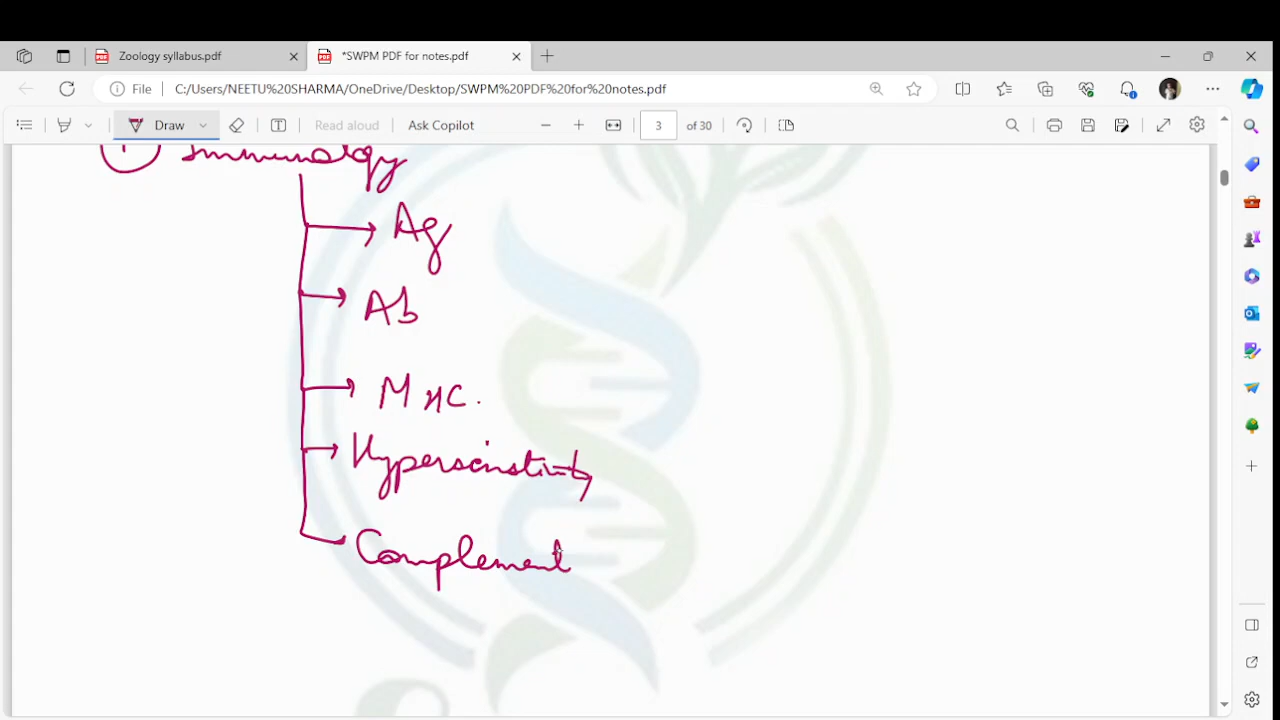 Zoology syllabus.pdf
*SWPM PDF for notes.pdf
File
C:/Users/NEETU%20SHARMA/OneDrive/Desktop/SWPM%20PDF%20for%20notes.pdf
Draw
Read aloud
Ask Copilot
3 of 30
① Immunology
Ag
Ab
MHC.
Hypersensitivity
Complement